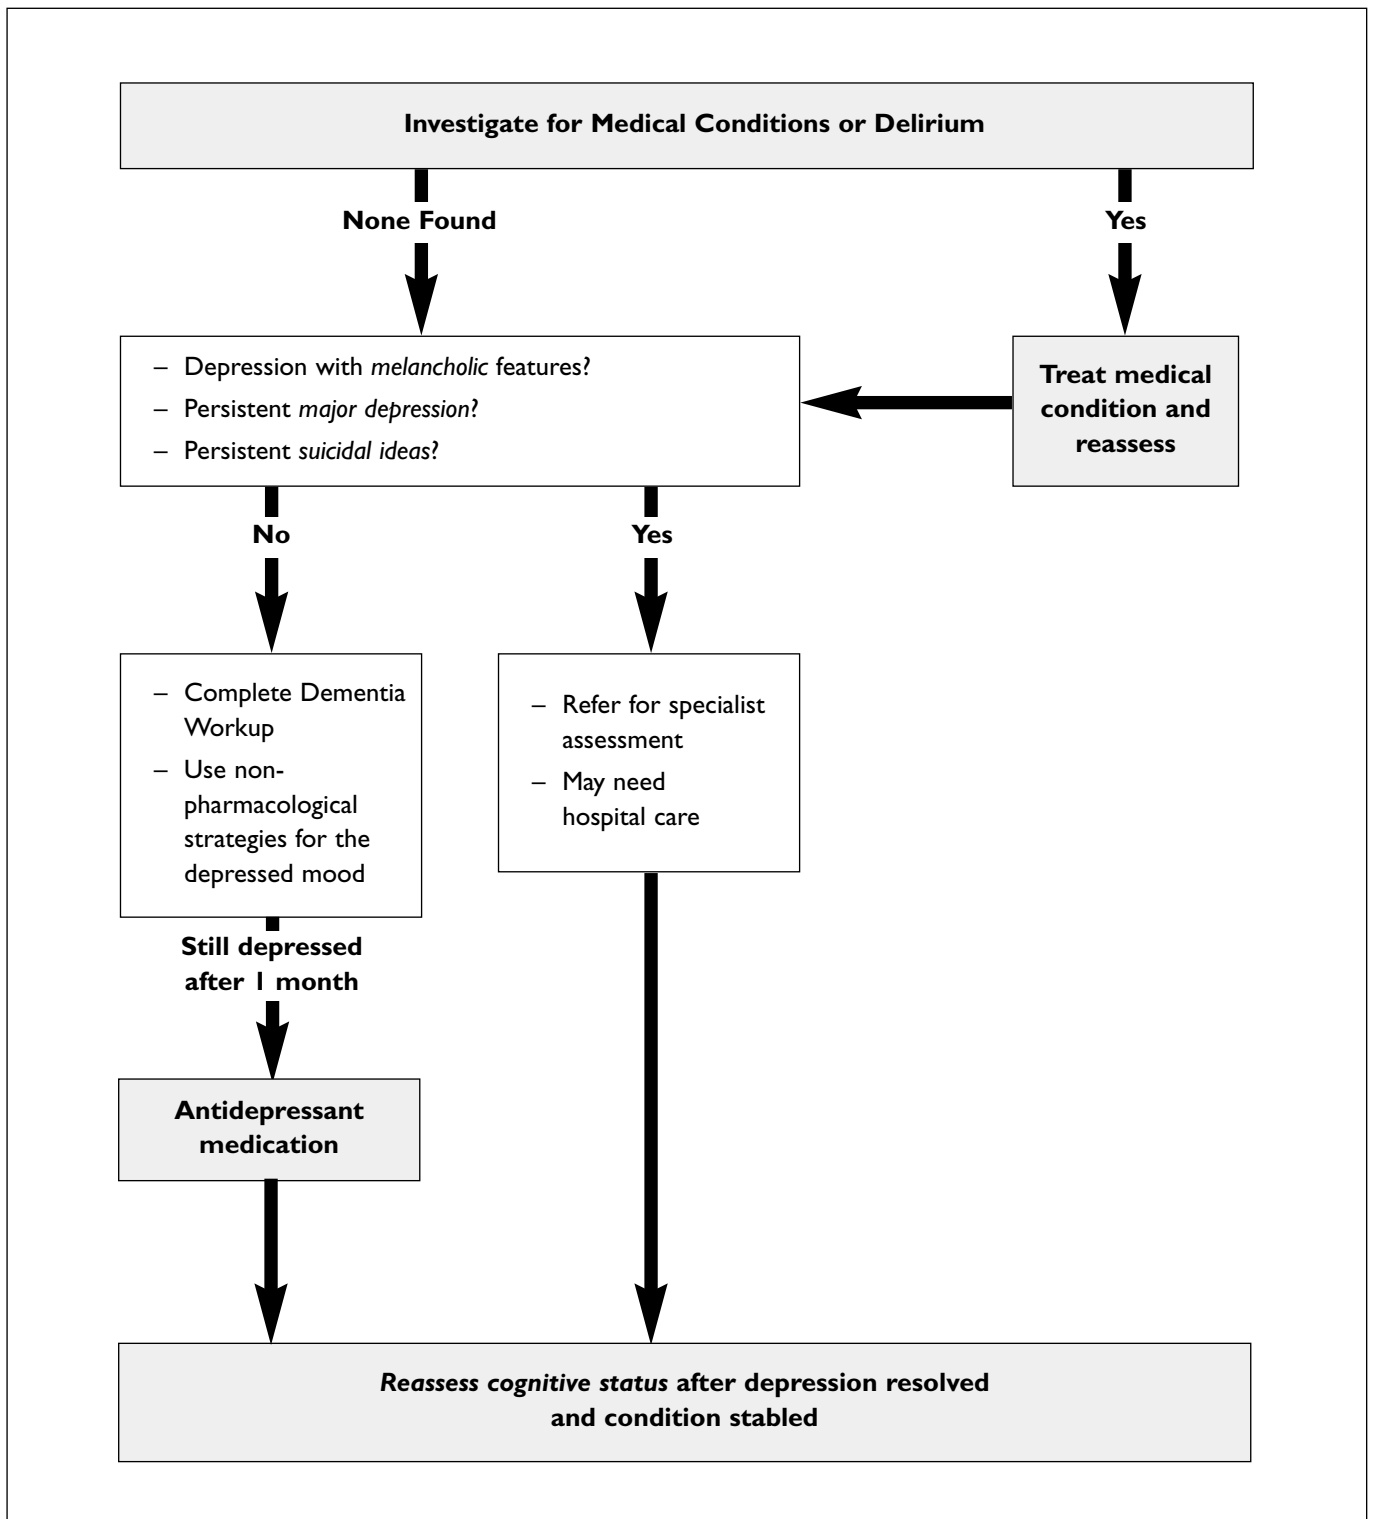 Investigate for Medical Conditions or Delirium
None Found
Yes
– Depression with melancholic features?
– Persistent major depression?
– Persistent suicidal ideas?
Treat medical
condition and
reassess
No
Yes
– Complete Dementia
Workup
– Use non-
pharmacological
strategies for the
depressed mood
– Refer for specialist
assessment
– May need
hospital care
Still depressed
after 1 month
Antidepressant
medication
Reassess cognitive status after depression resolved
and condition stabled